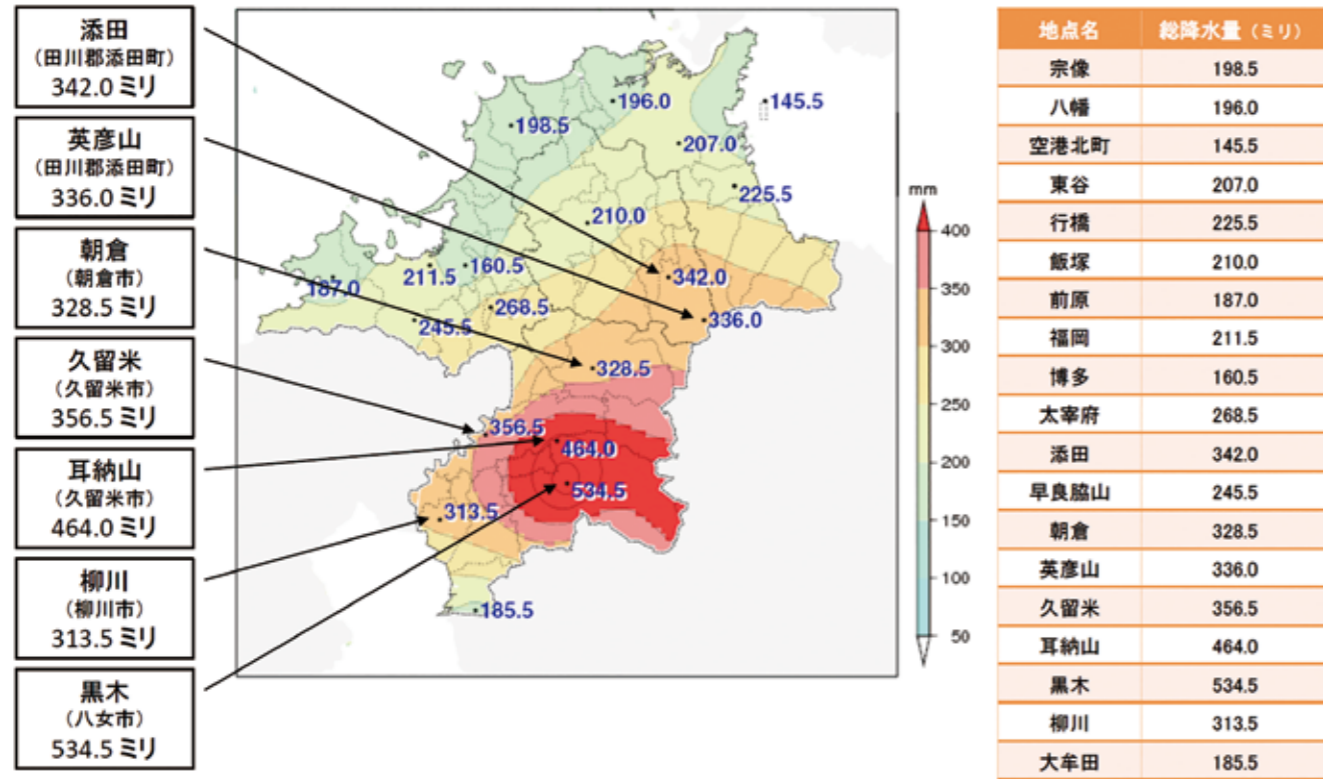 添田
（田川郡添田町）
342.0 ミリ
英彦山
（田川郡添田町）
336.0 ミリ
朝倉
（朝倉市）
328.5 ミリ
久留米
（久留米市）
356.5 ミリ
耳納山
（久留米市）
464.0 ミリ
柳川
（柳川市）
313.5 ミリ
黒木
（八女市）
534.5 ミリ
196.0
145.5
198.5
207.0
225.5
210.0
160.5
211.5
187.0
342.0
268.5
245.5
336.0
328.5
356.5
464.0
534.5
313.5
185.5
mm
400
350
300
250
200
150
100
50
地点名 総降水量（ミリ）
宗像 198.5
八幡 196.0
空港北町 145.5
東谷 207.0
行橋 225.5
飯塚 210.0
前原 187.0
福岡 211.5
博多 160.5
太宰府 268.5
添田 342.0
早良脇山 245.5
朝倉 328.5
英彦山 336.0
久留米 356.5
耳納山 464.0
黒木 534.5
柳川 313.5
大牟田 185.5